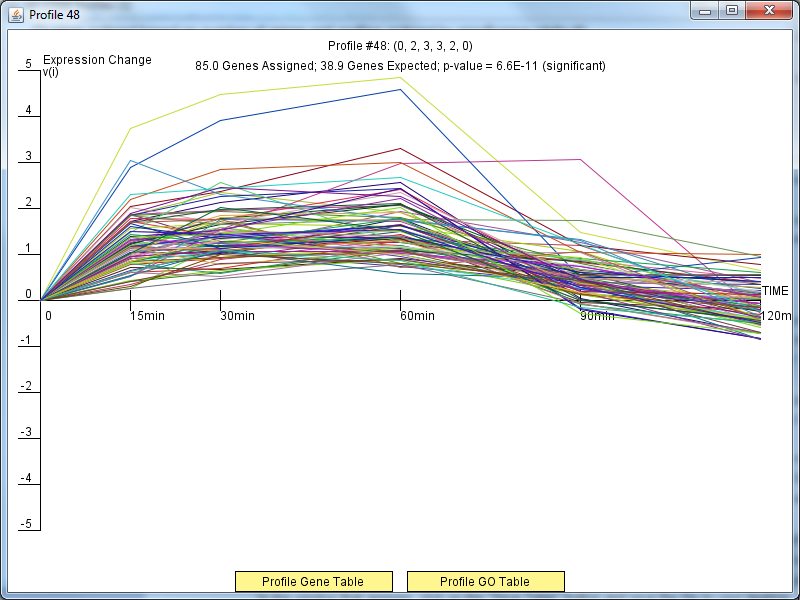 Profile 48
Profile #48: (0, 2, 3, 3, 2, 0)
Expression Change
v(i)
85.0 Genes Assigned; 38.9 Genes Expected; p-value = 6.6E-11 (significant)
5
4
3
2
1
0
TIME
0 15min 30min 60min 90min 120m
-1
-2
-3
-4
-5
Profile Gene Table Profile GO Table